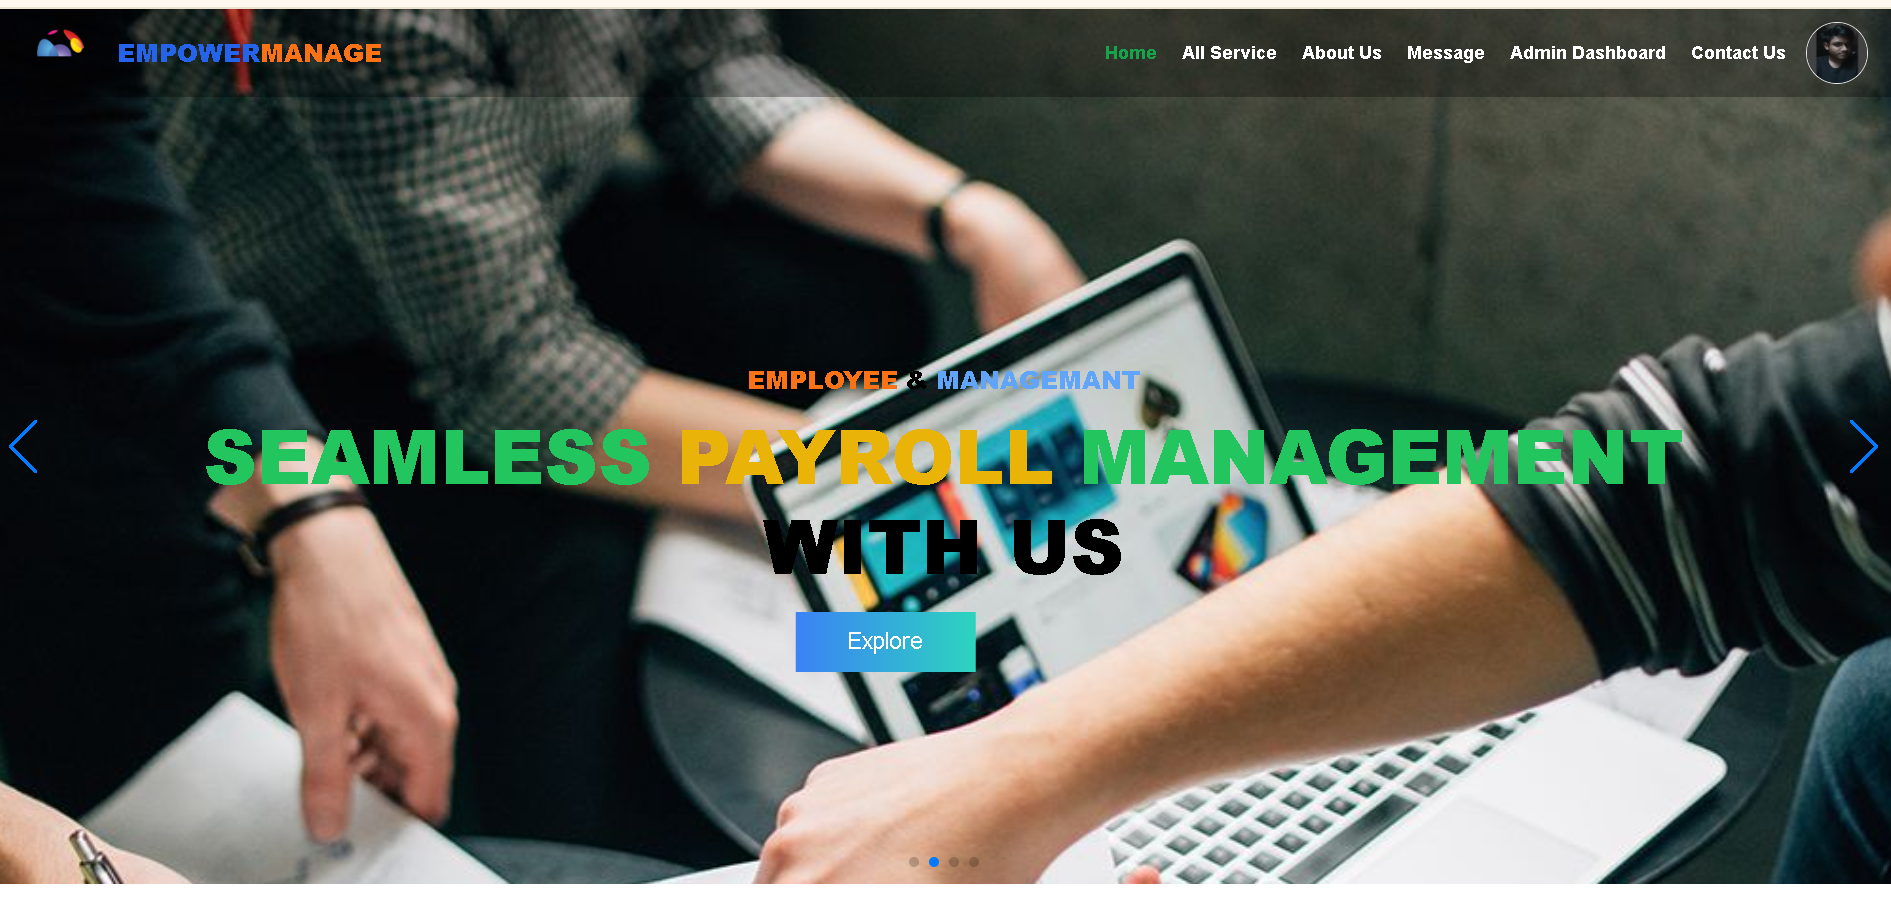 EMPOWERMANAGE
Home All Service About Us Message Admin Dashboard Contact Us
EMPLOYEE & MANAGEMANT
SEAMLESS PAYROLL MANAGEMENT
WITH US
Explore